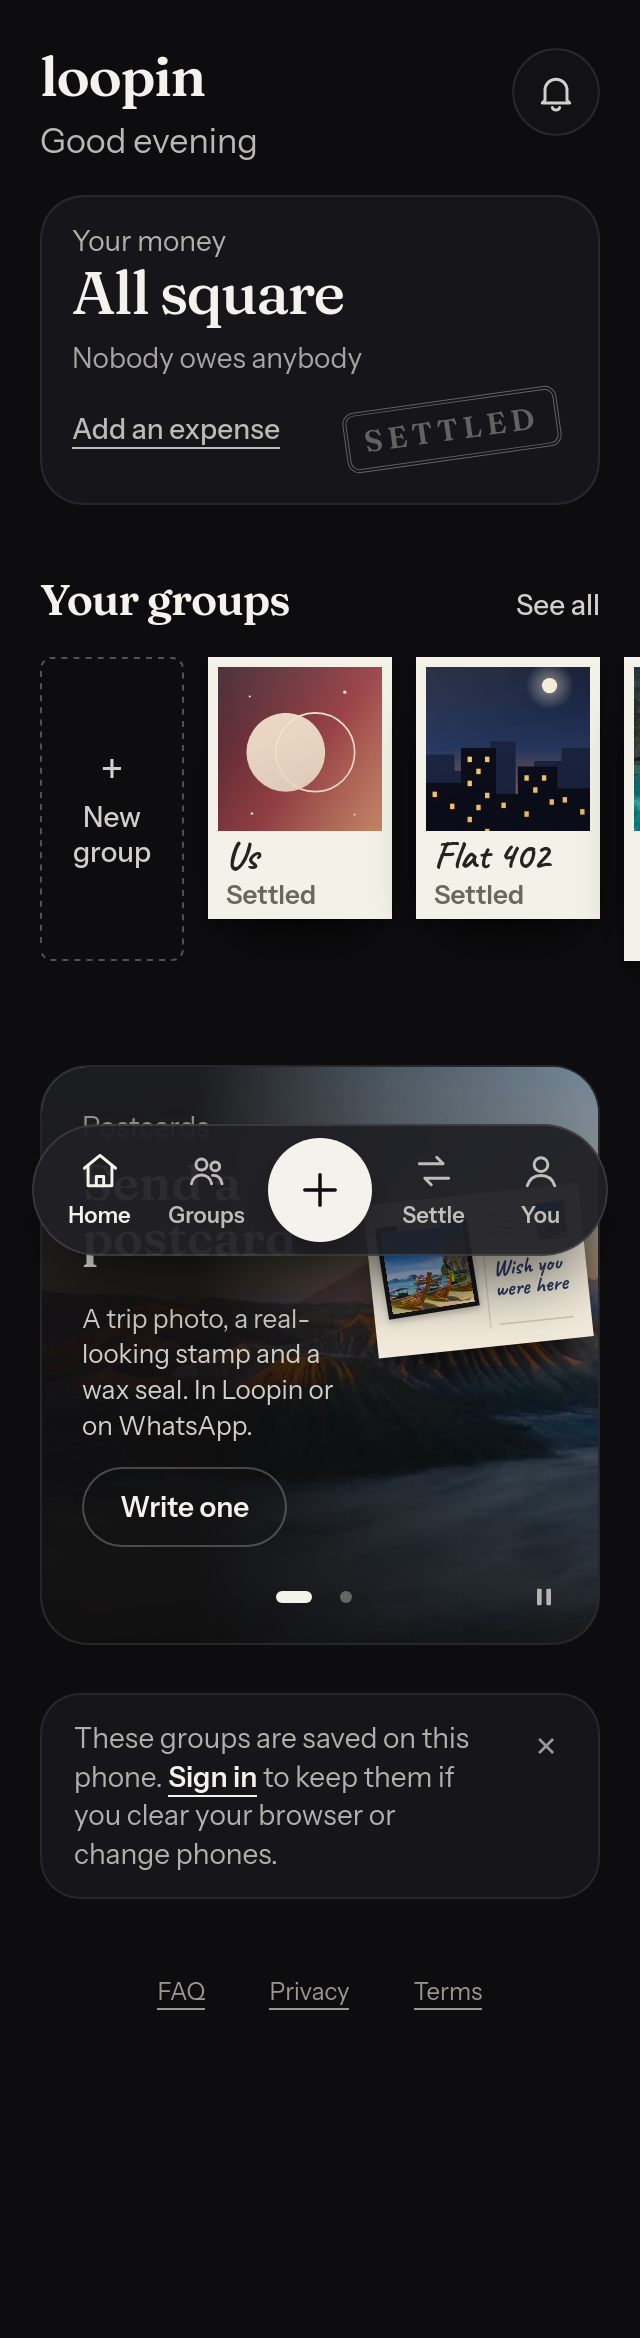 loopin
Good evening
Your money
All square
Nobody owes anybody
Add an expense
SETTLED
Your groups
See all
+
New
group
Us
Settled
Flat 402
Settled
Postcards
Send a
postcard
Home
Groups
Settle
You
Wish you
were here
A trip photo, a real-
looking stamp and a
wax seal. In Loopin or
on WhatsApp.
Write one
These groups are saved on this
phone. Sign in to keep them if
you clear your browser or
change phones.
FAQ
Privacy
Terms